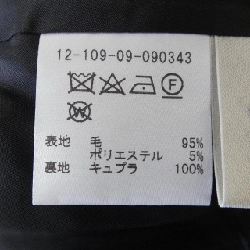 12-109-09-090343
表地 毛 95%
ポリエステル 5%
裏地 キュプラ 100%